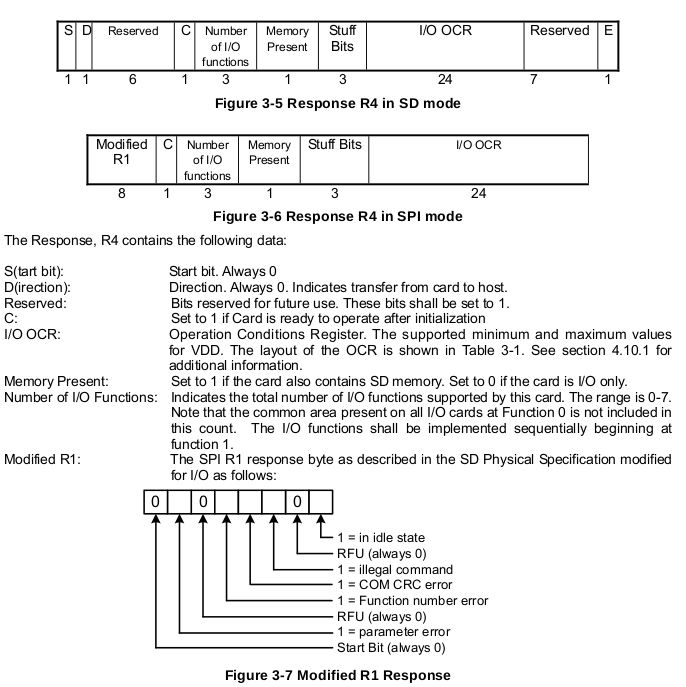 S D Reserved C Number of I/O functions Memory Present Stuff Bits I/O OCR Reserved E
1 1 6 1 3 1 3 24 7 1
Figure 3-5 Response R4 in SD mode
Modified R1 C Number of I/O functions Memory Present Stuff Bits I/O OCR
8 1 3 1 3 24
Figure 3-6 Response R4 in SPI mode
The Response, R4 contains the following data:
S(tart bit): Start bit. Always 0
D(irection): Direction. Always 0. Indicates transfer from card to host.
Reserved: Bits reserved for future use. These bits shall be set to 1.
C: Set to 1 if Card is ready to operate after initialization
I/O OCR: Operation Conditions Register. The supported minimum and maximum values
for VDD. The layout of the OCR is shown in Table 3-1. See section 4.10.1 for
additional information.
Memory Present: Set to 1 if the card also contains SD memory. Set to 0 if the card is I/O only.
Number of I/O Functions: Indicates the total number of I/O functions supported by this card. The range is 0-7.
Note that the common area present on all I/O cards at Function 0 is not included in
this count. The I/O functions shall be implemented sequentially beginning at
function 1.
Modified R1: The SPI R1 response byte as described in the SD Physical Specification modified
for I/O as follows:
0 0 0
1 = in idle state
RFU (always 0)
1 = illegal command
1 = COM CRC error
1 = Function number error
RFU (always 0)
1 = parameter error
Start Bit (always 0)
Figure 3-7 Modified R1 Response